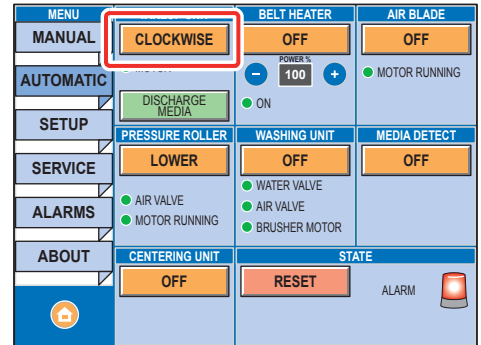 MENU
MANUAL
AUTOMATIC
SETUP
SERVICE
ALARMS
ABOUT
CLOCKWISE
DISCHARGE
MEDIA
BELT HEATER
OFF
POWER %
100
ON
AIR BLADE
OFF
MOTOR RUNNING
PRESSURE ROLLER
LOWER
AIR VALVE
MOTOR RUNNING
WASHING UNIT
OFF
WATER VALVE
AIR VALVE
BRUSHER MOTOR
MEDIA DETECT
OFF
CENTERING UNIT
OFF
STATE
RESET
ALARM